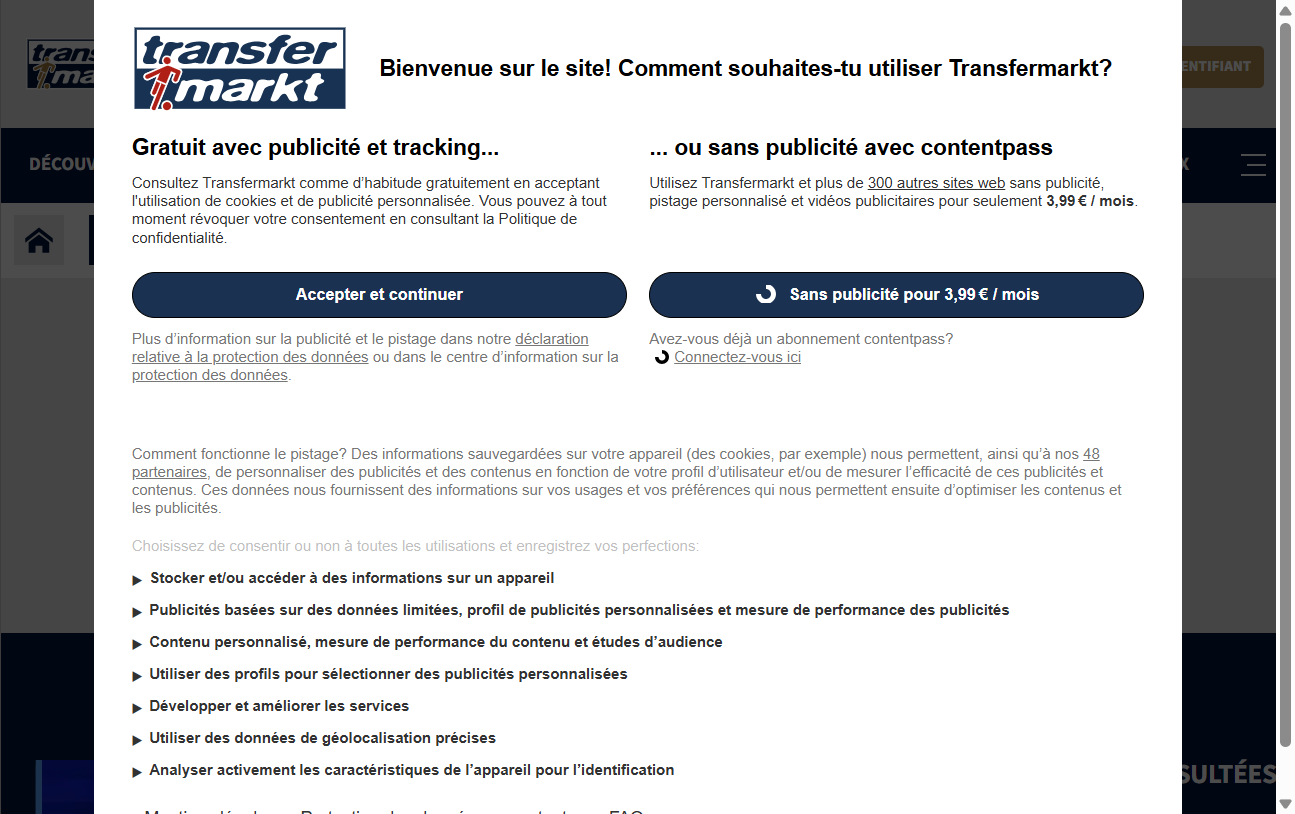 transfer
markt
Bienvenue sur le site! Comment souhaites-tu utiliser Transfermarkt?
Gratuit avec publicité et tracking...
Consultez Transfermarkt comme d’habitude gratuitement en acceptant
l'utilisation de cookies et de publicité personnalisée. Vous pouvez à tout
moment révoquer votre consentement en consultant la Politique de
confidentialité.
Accepter et continuer
Plus d’information sur la publicité et le pistage dans notre déclaration
relative à la protection des données ou dans le centre d’information sur la
protection des données.
... ou sans publicité avec contentpass
Utilisez Transfermarkt et plus de 300 autres sites web sans publicité,
pistage personnalisé et vidéos publicitaires pour seulement 3,99 € / mois.
Sans publicité pour 3,99 € / mois
Avez-vous déjà un abonnement contentpass?
Connectez-vous ici
Comment fonctionne le pistage? Des informations sauvegardées sur votre appareil (des cookies, par exemple) nous permettent, ainsi qu’à nos 48
partenaires, de personnaliser des publicités et des contenus en fonction de votre profil d’utilisateur et/ou de mesurer l’efficacité de ces publicités et
contenus. Ces données nous fournissent des informations sur vos usages et vos préférences qui nous permettent ensuite d’optimiser les contenus et
les publicités.
Choisissez de consentir ou non à toutes les utilisations et enregistrez vos perfections:
Stocker et/ou accéder à des informations sur un appareil
Publicités basées sur des données limitées, profil de publicités personnalisées et mesure de performance des publicités
Contenu personnalisé, mesure de performance du contenu et études d’audience
Utiliser des profils pour sélectionner des publicités personnalisées
Développer et améliorer les services
Utiliser des données de géolocalisation précises
Analyser activement les caractéristiques de l’appareil pour l’identification
trans
ma
ENTIFIANT
DÉCOUV
X
SULTÉES